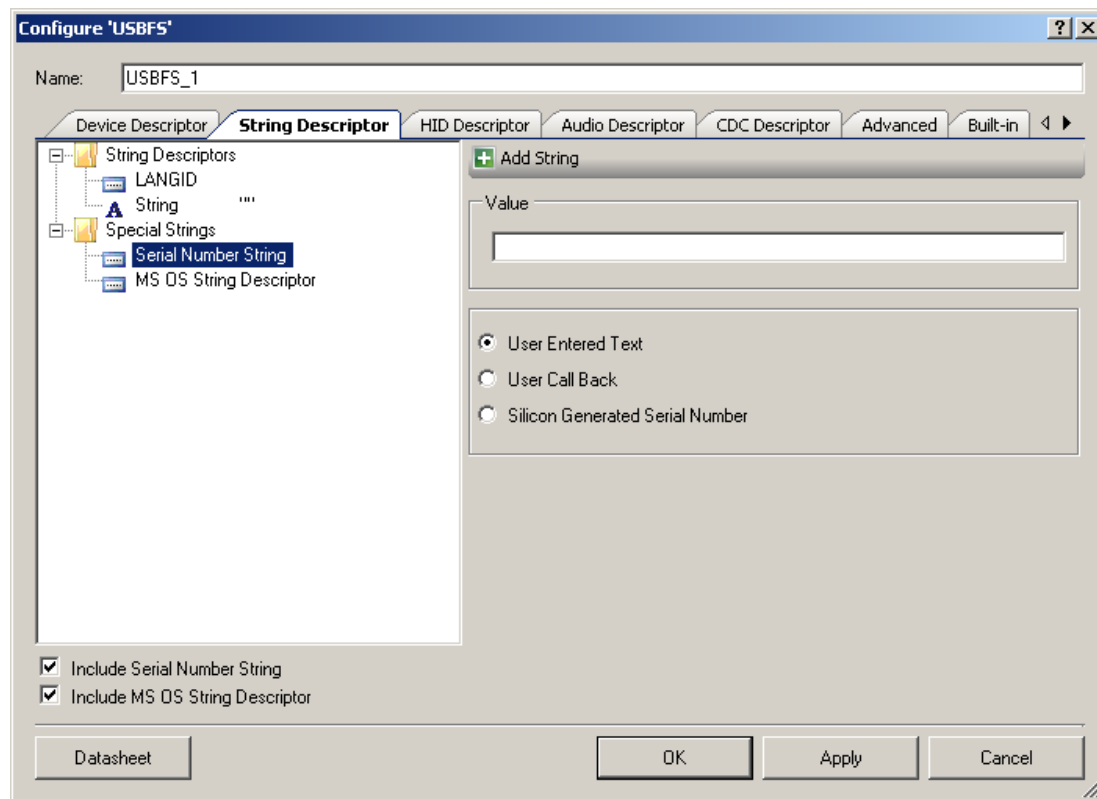 Configure 'USBFS'
Name: USBFS_1
Device Descriptor String Descriptor HID Descriptor Audio Descriptor CDC Descriptor Advanced Built-in
String Descriptors
LANGID
String ""
Special Strings
Serial Number String
MS OS String Descriptor
Add String
Value
User Entered Text
User Call Back
Silicon Generated Serial Number
Include Serial Number String
Include MS OS String Descriptor
Datasheet OK Apply Cancel